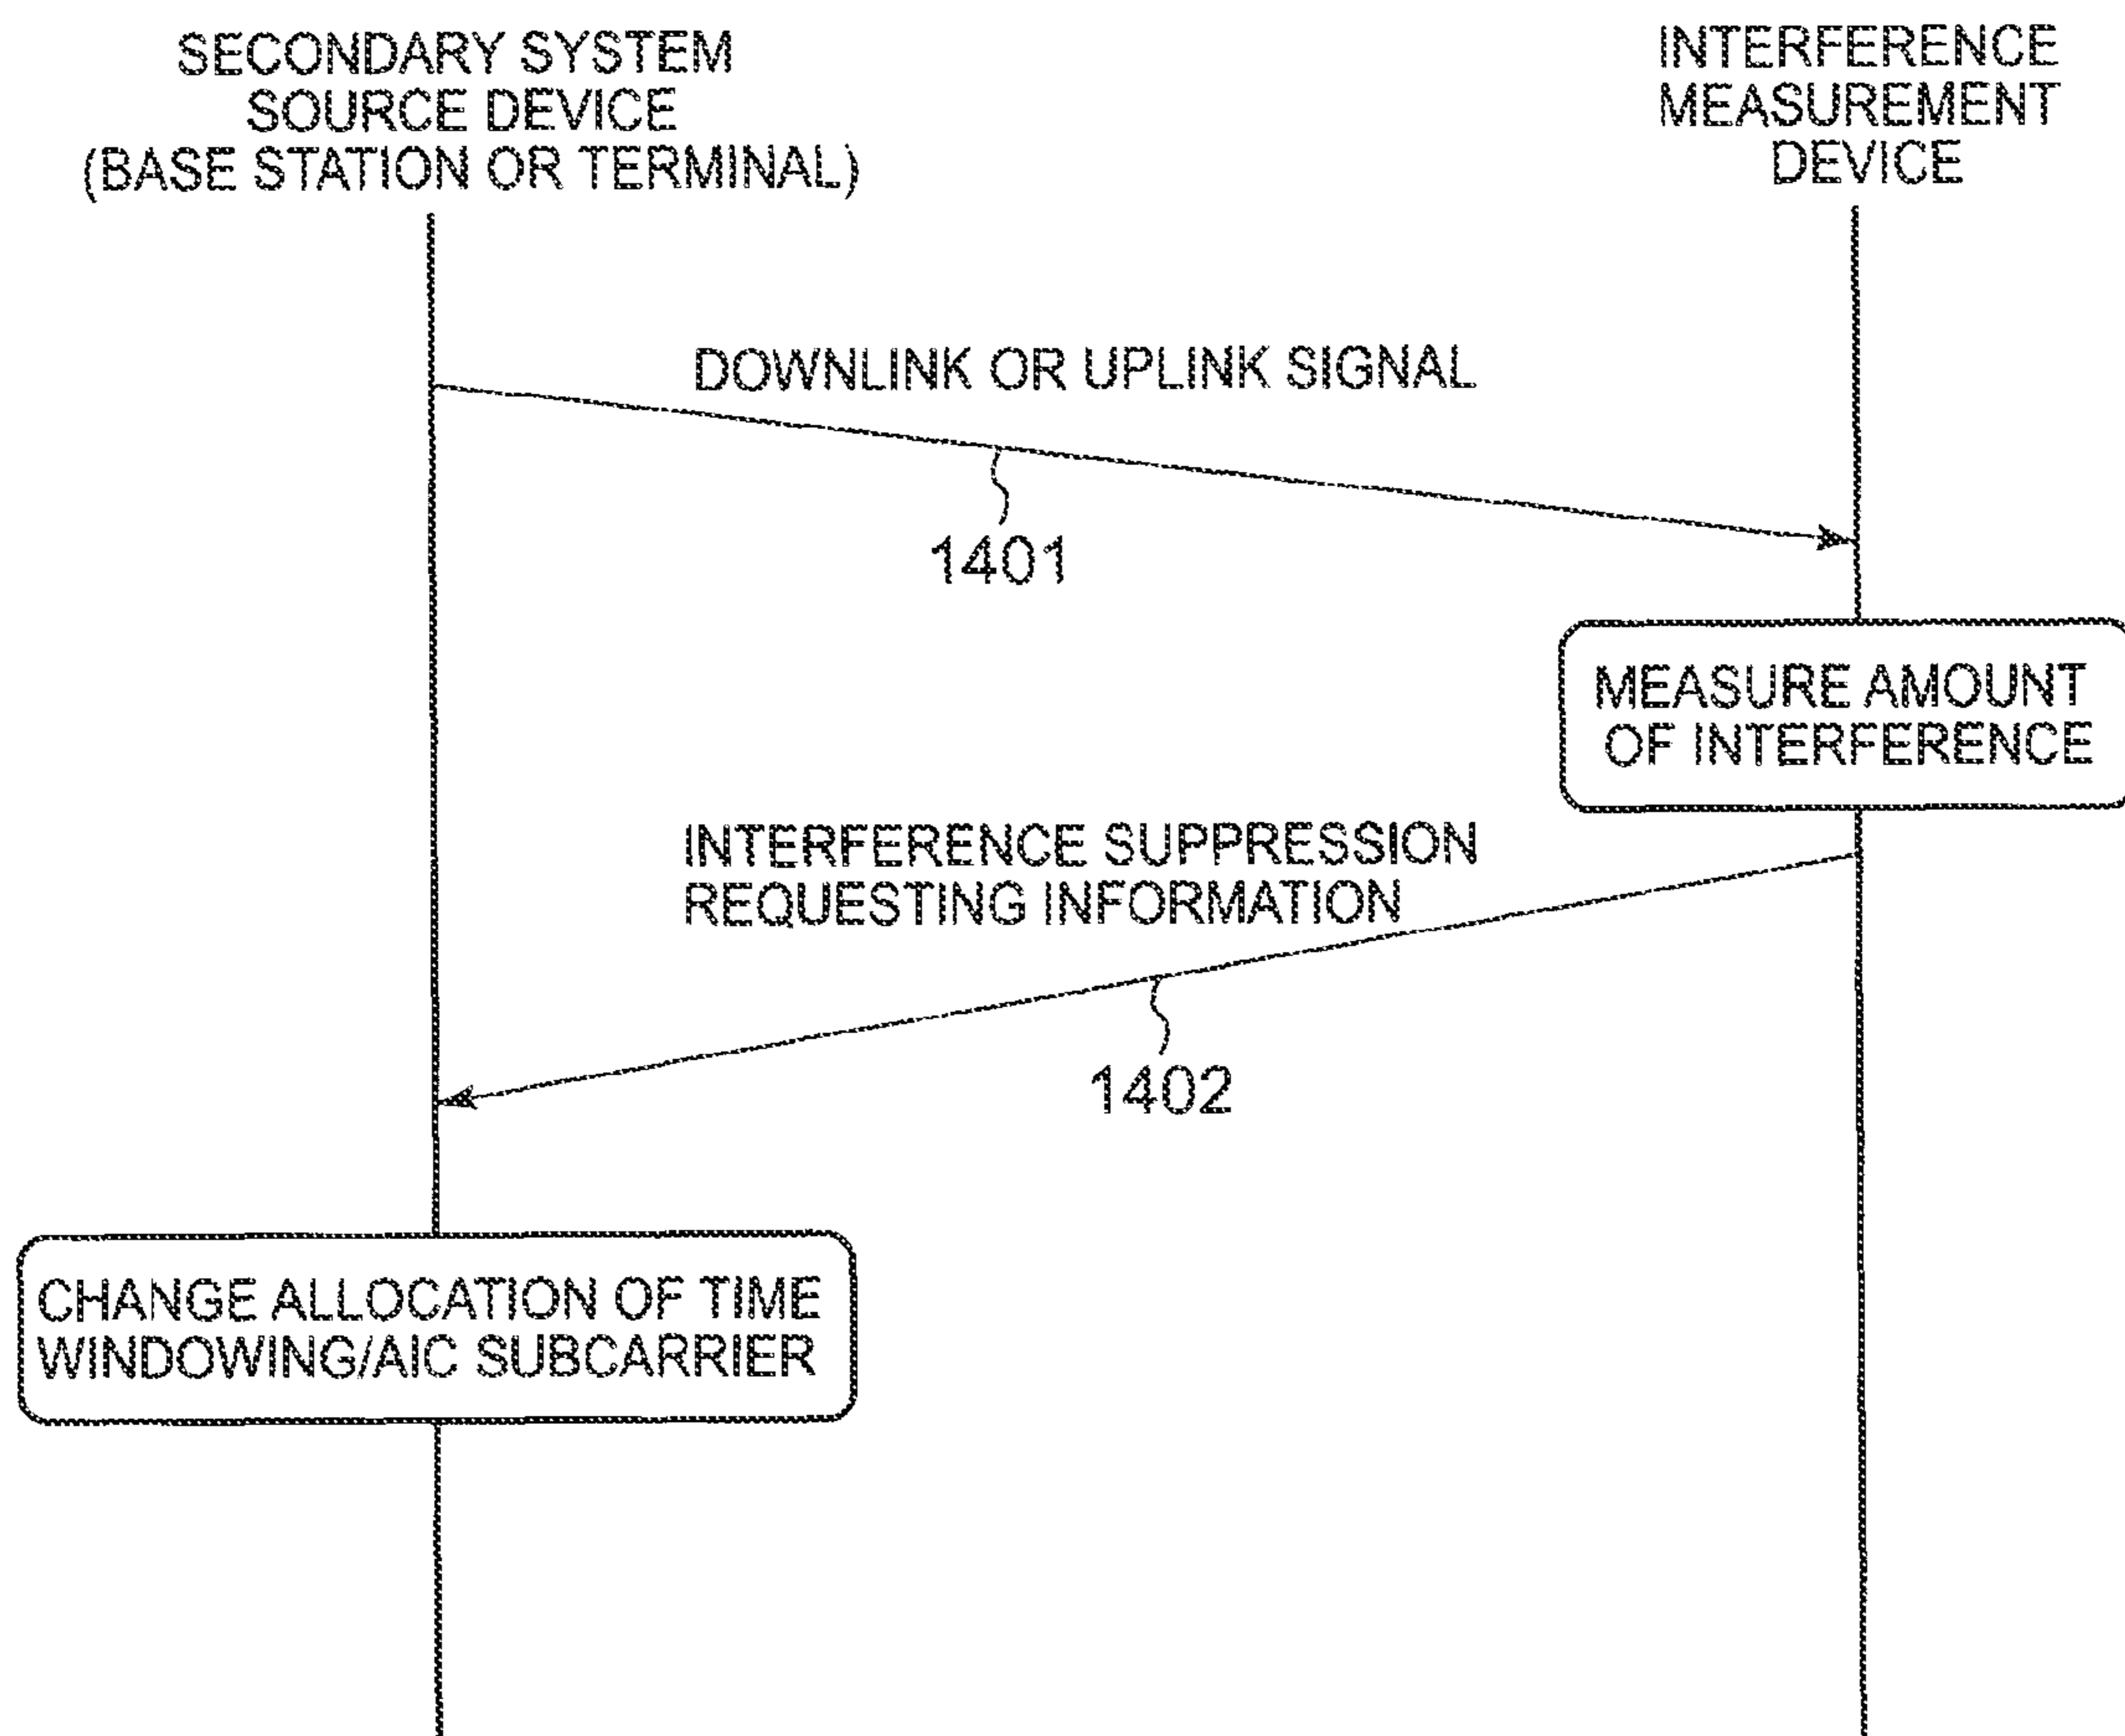 SECONDARY SYSTEM
SOURCE DEVICE
(BASE STATION OR TERMINAL)
INTERFERENCE
MEASUREMENT
DEVICE
DOWNLINK OR UPLINK SIGNAL
1401
MEASURE AMOUNT
OF INTERFERENCE
INTERFERENCE SUPPRESSION
REQUESTING INFORMATION
1402
CHANGE ALLOCATION OF TIME
WINDOWING/AIC SUBCARRIER